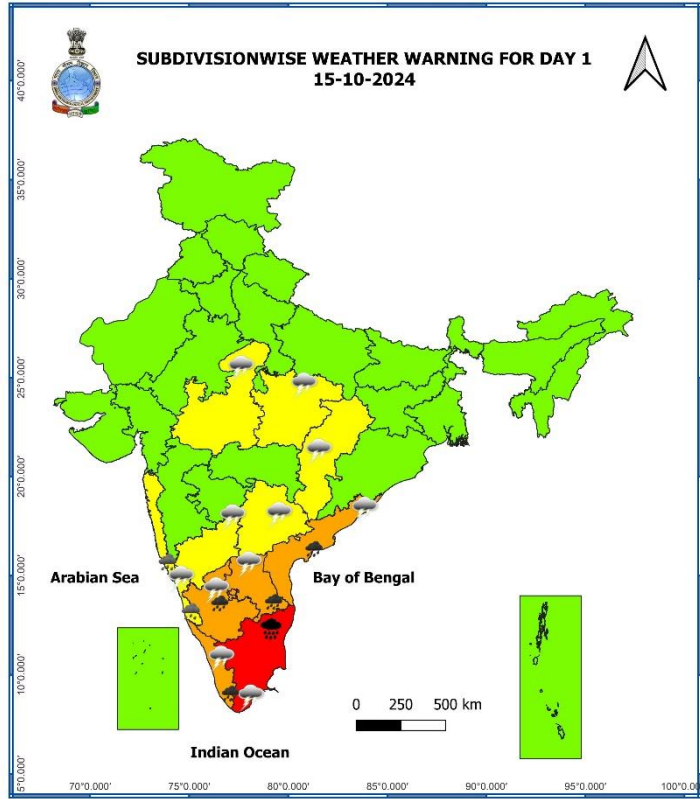 SUBDIVISIONWISE WEATHER WARNING FOR DAY 1
15-10-2024
40°0.000'
35°0.000'
30°0.000'
25°0.000'
20°0.000'
15°0.000'
10°0.000'
5°0.000'
Arabian Sea
Bay of Bengal
0 250 500 km
Indian Ocean
70°0.000' 75°0.000' 80°0.000' 85°0.000' 90°0.000' 95°0.000' 100°0.00